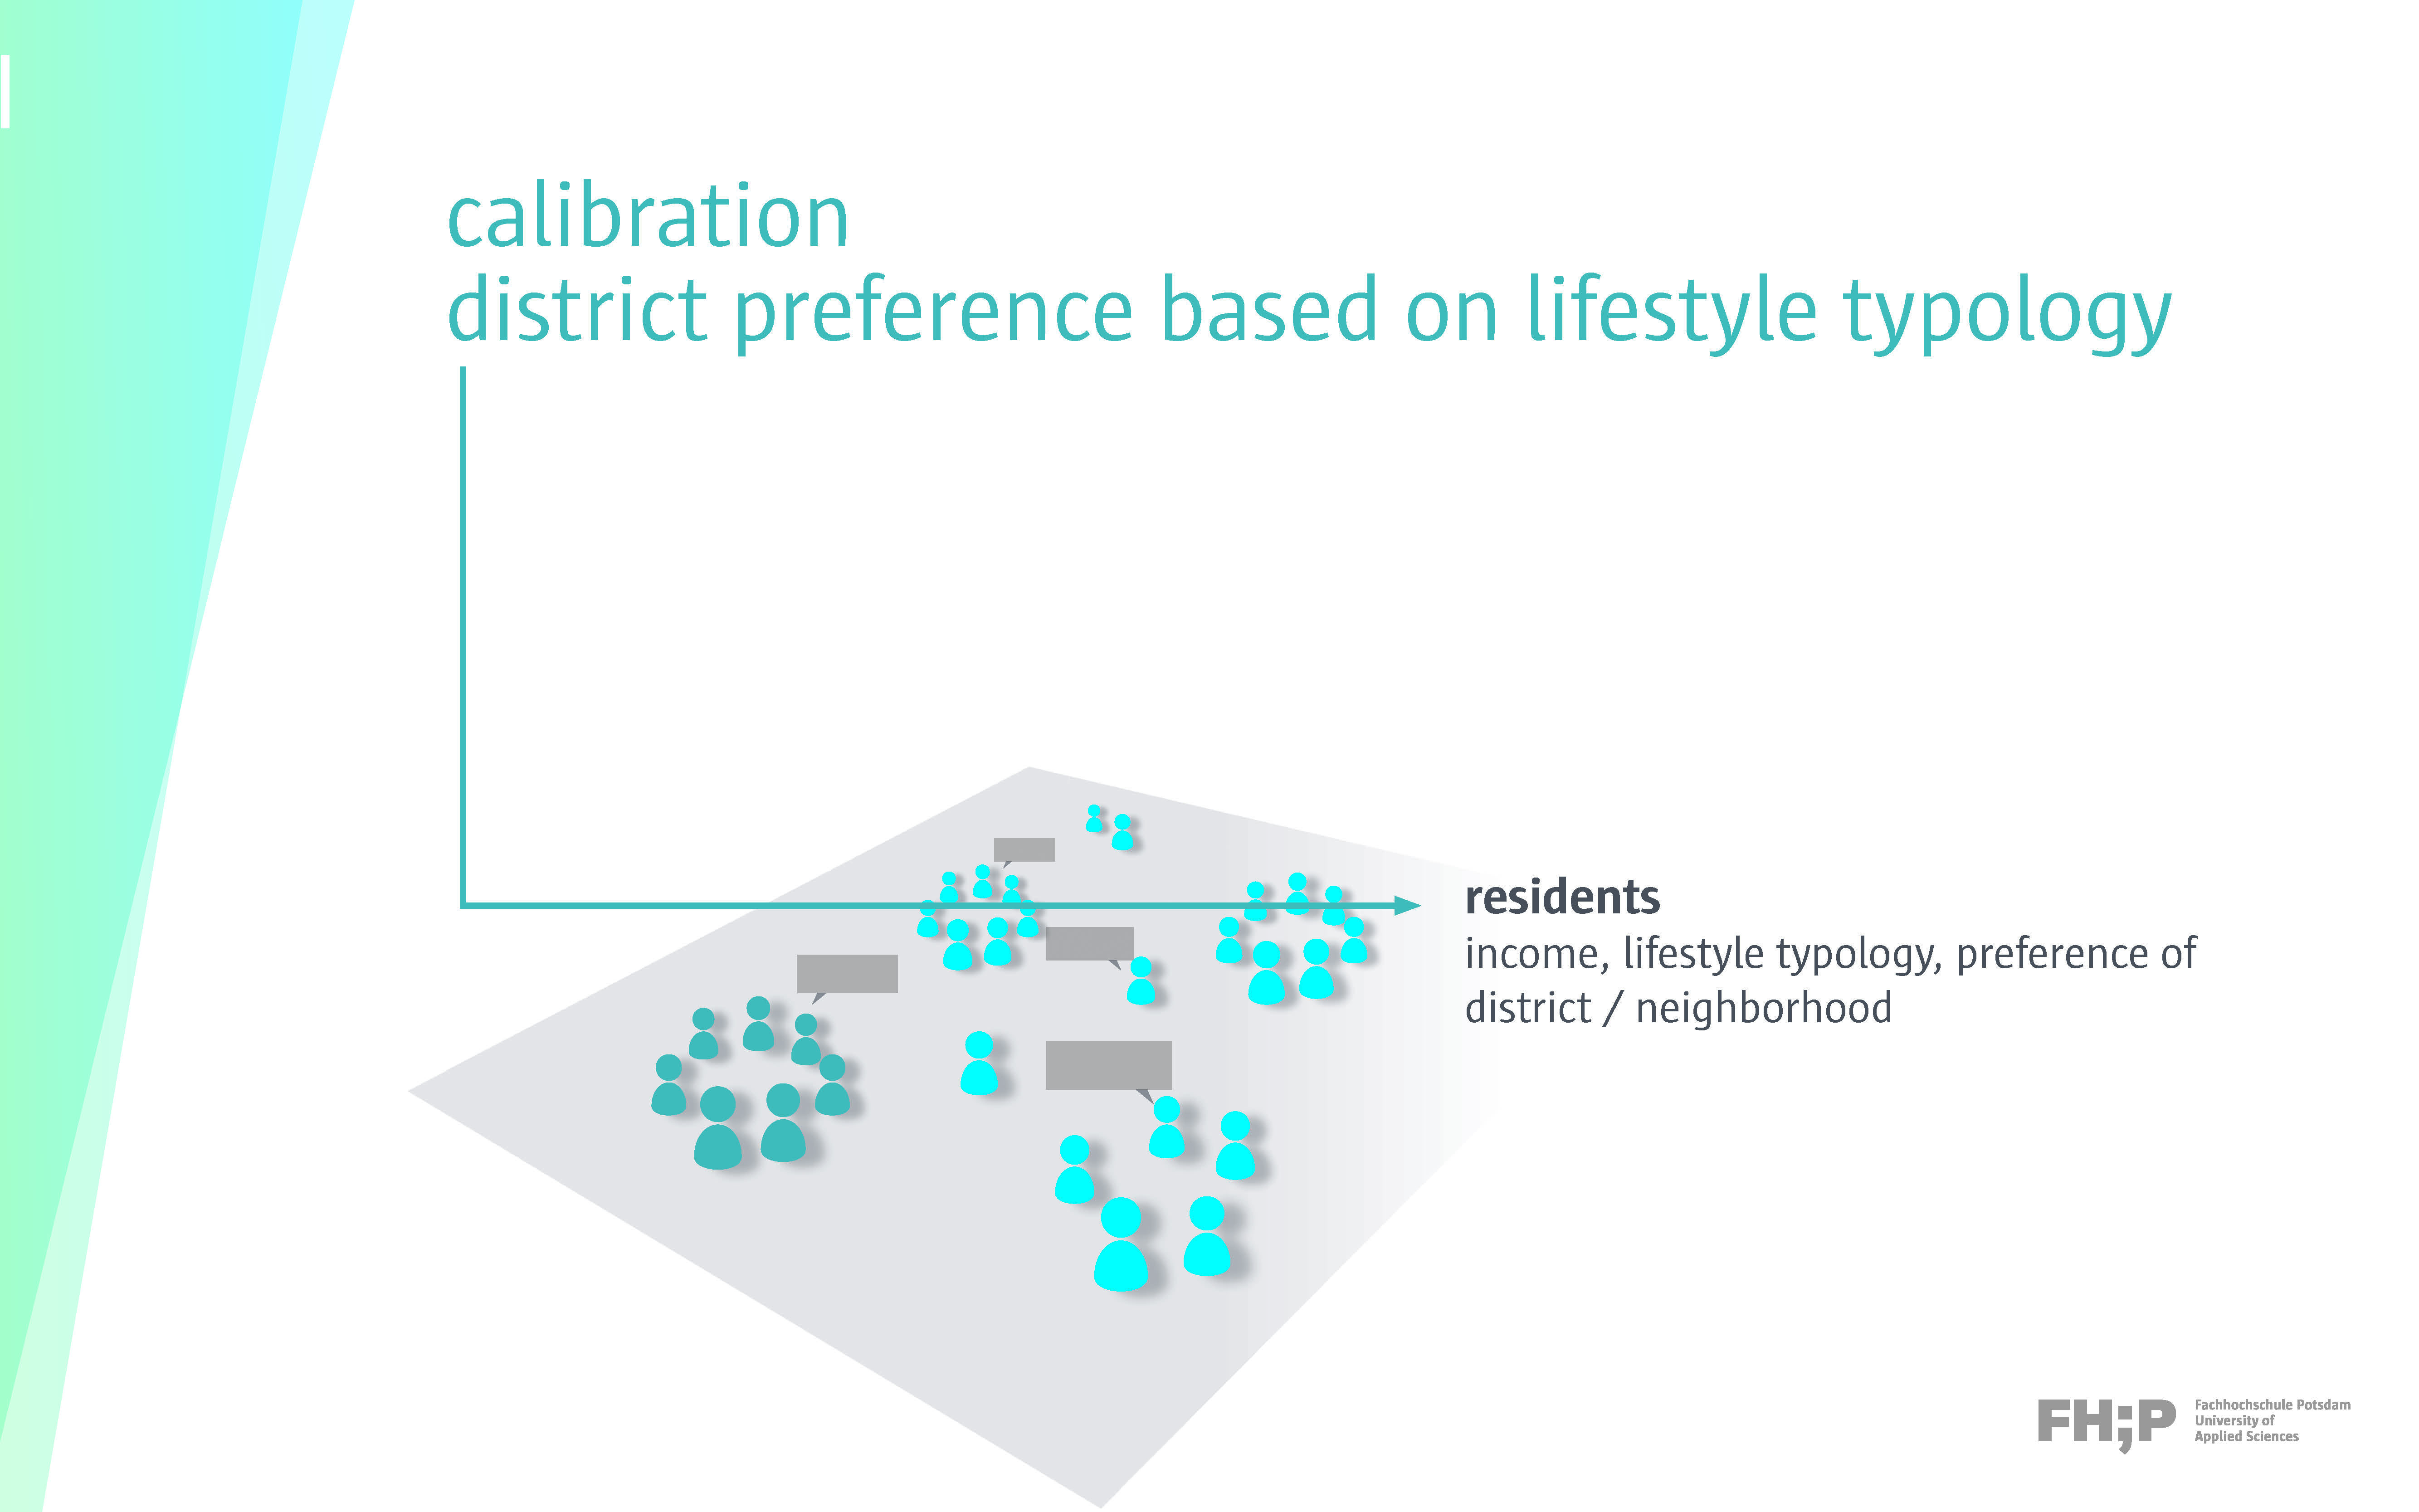 calibration
district preference based on lifestyle typology
residents
income, lifestyle typology, preference of
district / neighborhood
FH;P
Fachhochschule Potsdam
University of
Applied Sciences